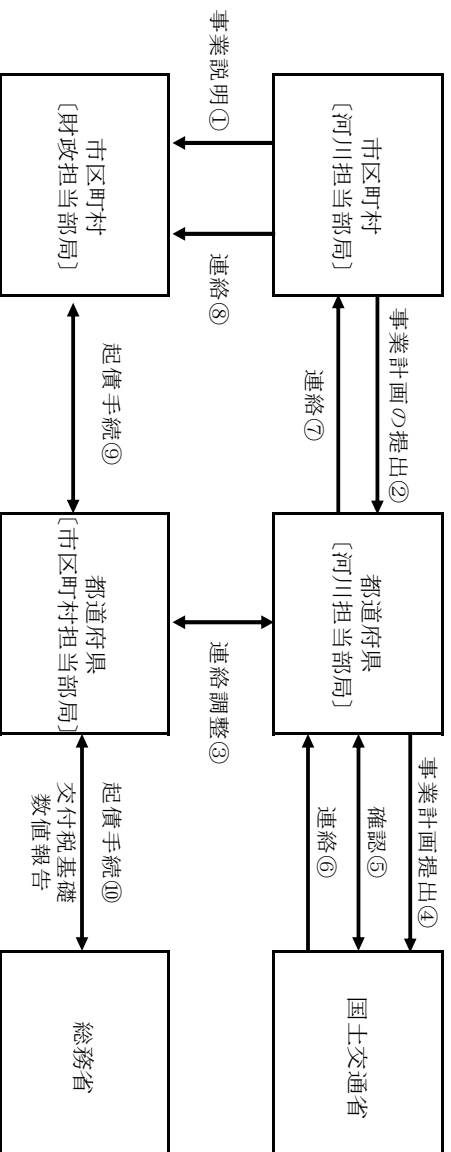 市区町村
〔河川担当部局〕
事業計画の提出②
連絡⑦
都道府県
〔河川担当部局〕
事業計画提出④
確認⑤
連絡⑥
国土交通省
事業説明①
連絡⑧
連絡調整③
市区町村
〔財政担当部局〕
起債手続⑨
都道府県
〔市区町村担当部局〕
起債手続⑩
交付税基礎
数値報告
総務省